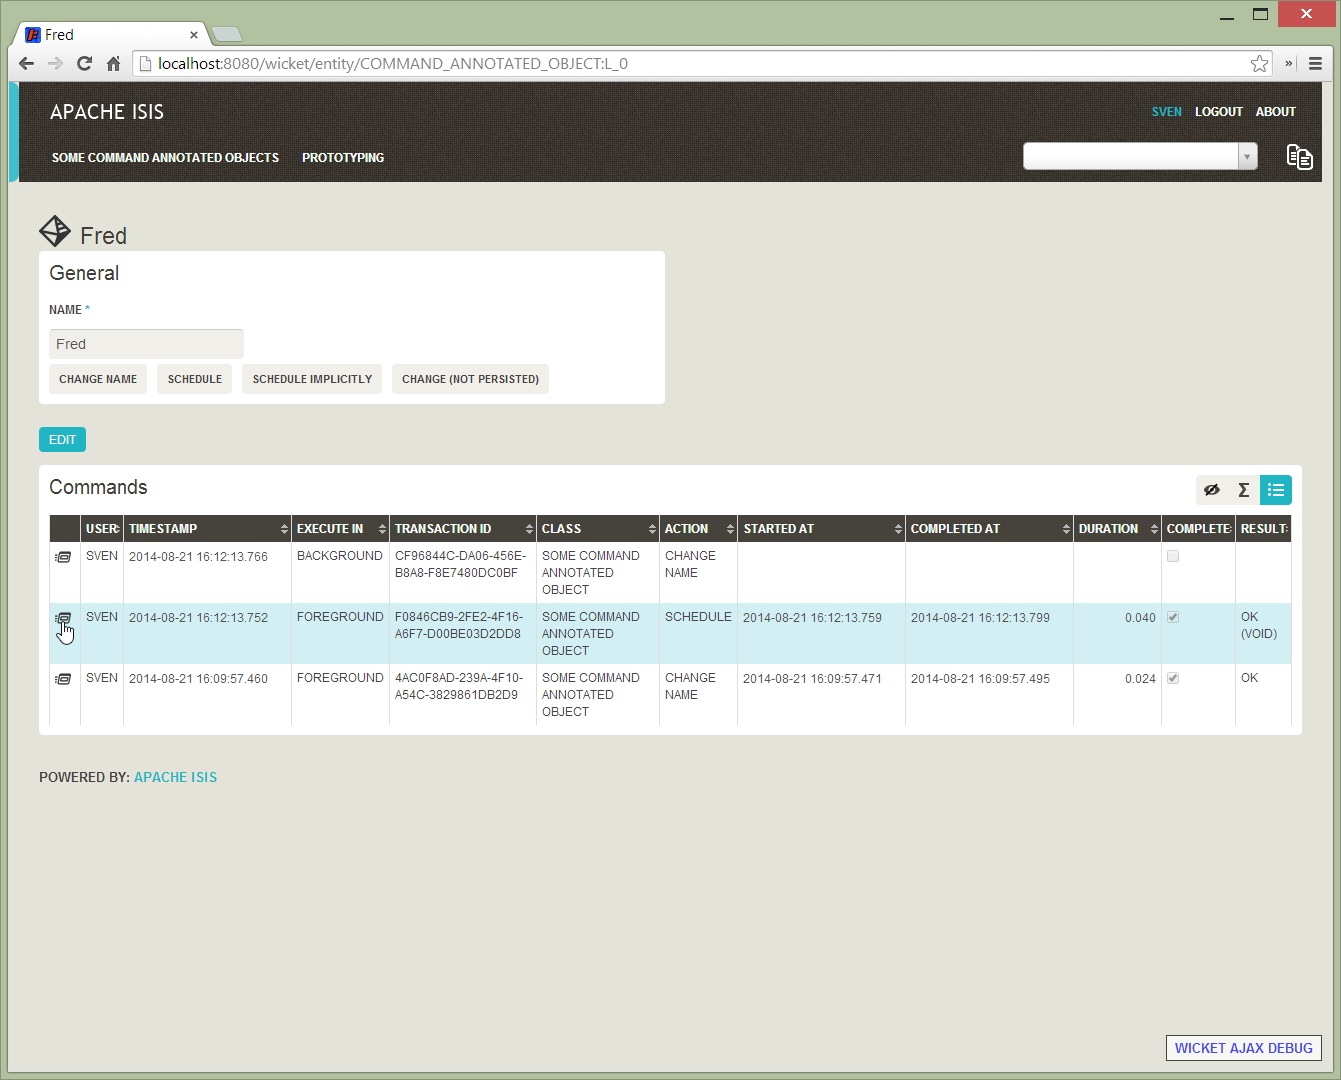 Fred
localhost:8080/wicket/entity/COMMAND_ANNOTATED_OBJECT:L_0
APACHE ISIS
SVEN LOGOUT ABOUT
SOME COMMAND ANNOTATED OBJECTS PROTOTYPING
Fred
General
NAME *
Fred
CHANGE NAME SCHEDULE SCHEDULE IMPLICITLY CHANGE (NOT PERSISTED)
EDIT
Commands
USER TIMESTAMP EXECUTE IN TRANSACTION ID CLASS ACTION STARTED AT COMPLETED AT DURATION COMPLETE RESULT
SVEN 2014-08-21 16:12:13.766 BACKGROUND CF96844C-DA06-456E- SOME COMMAND CHANGE
B8A8-F8E7480DC0BF ANNOTATED NAME
OBJECT
SVEN 2014-08-21 16:12:13.752 FOREGROUND F0846CB9-2FE2-4F16- SOME COMMAND SCHEDULE 2014-08-21 16:12:13.759 2014-08-21 16:12:13.799 0.040 OK
A6F7-D00BE03D2DD8 ANNOTATED (VOID)
OBJECT
SVEN 2014-08-21 16:09:57.460 FOREGROUND 4AC0F8AD-239A-4F10- SOME COMMAND CHANGE 2014-08-21 16:09:57.471 2014-08-21 16:09:57.495 0.024 OK
A54C-3829861DB2D9 ANNOTATED NAME
OBJECT
POWERED BY: APACHE ISIS
WICKET AJAX DEBUG